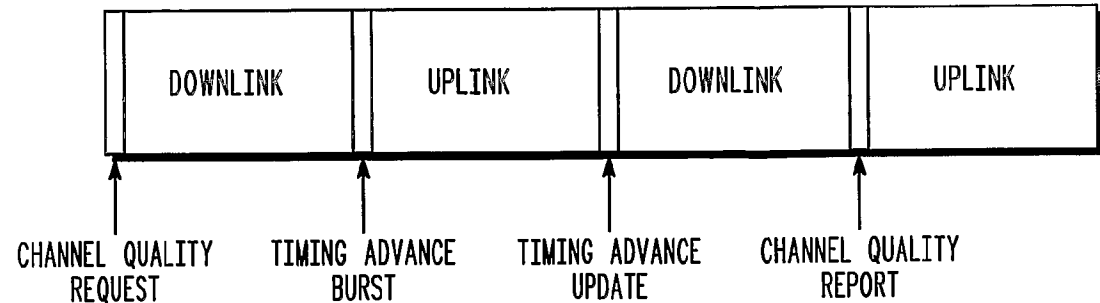 DOWNLINK
UPLINK
DOWNLINK
UPLINK
CHANNEL QUALITY
REQUEST
TIMING ADVANCE
BURST
TIMING ADVANCE
UPDATE
CHANNEL QUALITY
REPORT